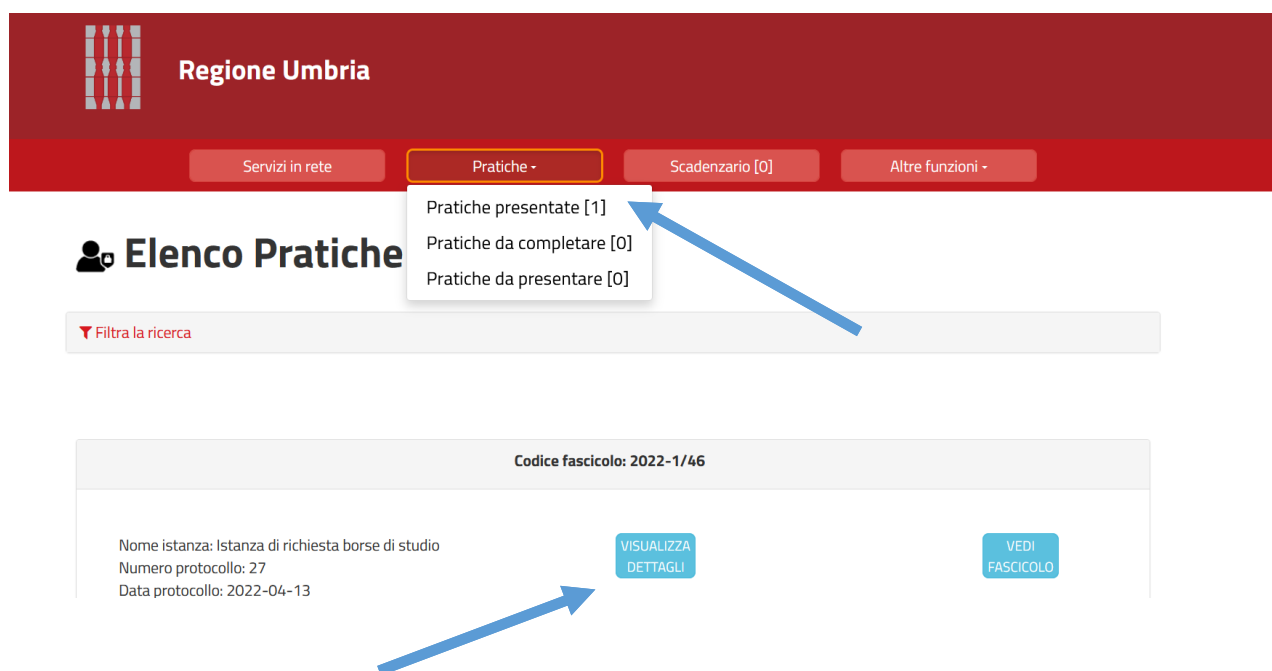 Regione Umbria
Servizi in rete
Pratiche
Scadenzario [0]
Altre funzioni
Pratiche presentate [1]
Pratiche da completare [0]
Pratiche da presentare [0]
Elenco Pratiche
Filtra la ricerca
Codice fascicolo: 2022-1/46
Nome istanza: Istanza di richiesta borse di studio
Numero protocollo: 27
Data protocollo: 2022-04-13
VISUALIZZA
DETTAGLI
VEDI
FASCICOLO